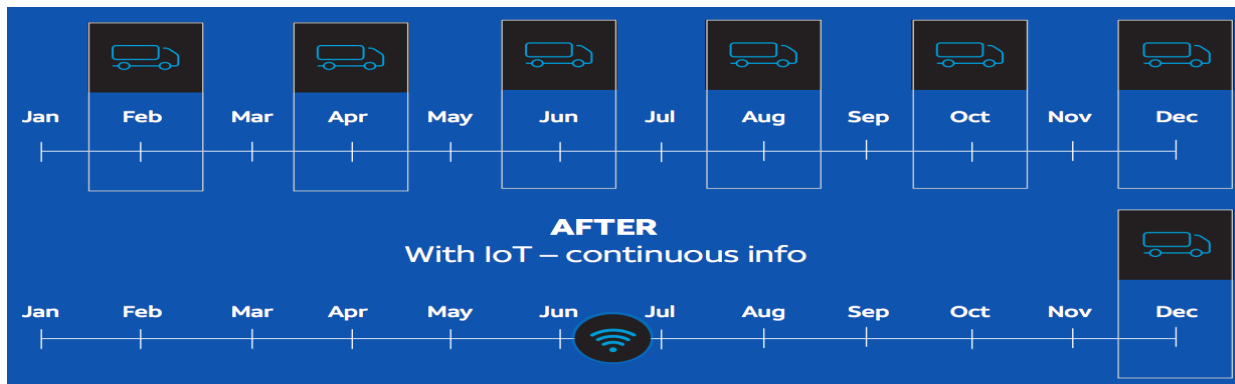 Jan Feb Mar Apr May Jun Jul Aug Sep Oct Nov Dec
AFTER
With IoT – continuous info
Jan Feb Mar Apr May Jun Jul Aug Sep Oct Nov Dec